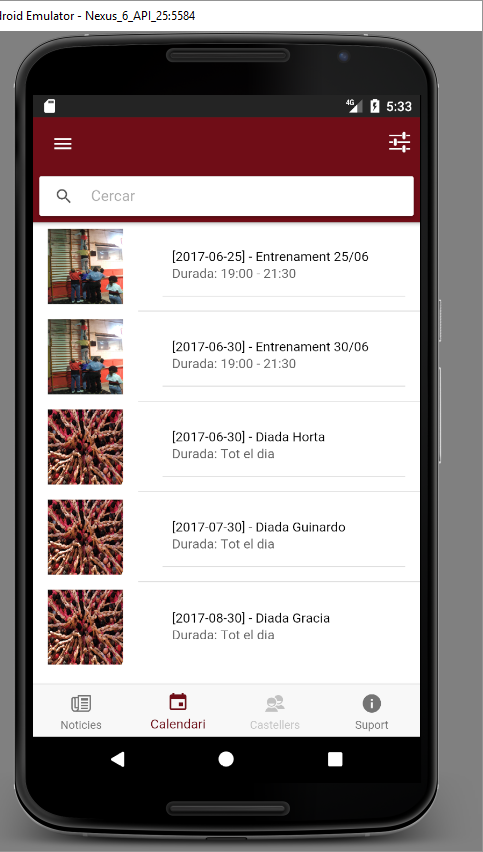 droid Emulator - Nexus_6_API_25:5584
4G 5:33
Cercar
[2017-06-25] - Entrenament 25/06
Durada: 19:00 - 21:30
[2017-06-30] - Entrenament 30/06
Durada: 19:00 - 21:30
[2017-06-30] - Diada Horta
Durada: Tot el dia
[2017-07-30] - Diada Guinardo
Durada: Tot el dia
[2017-08-30] - Diada Gracia
Durada: Tot el dia
Noticies Calendari Castellers Suport